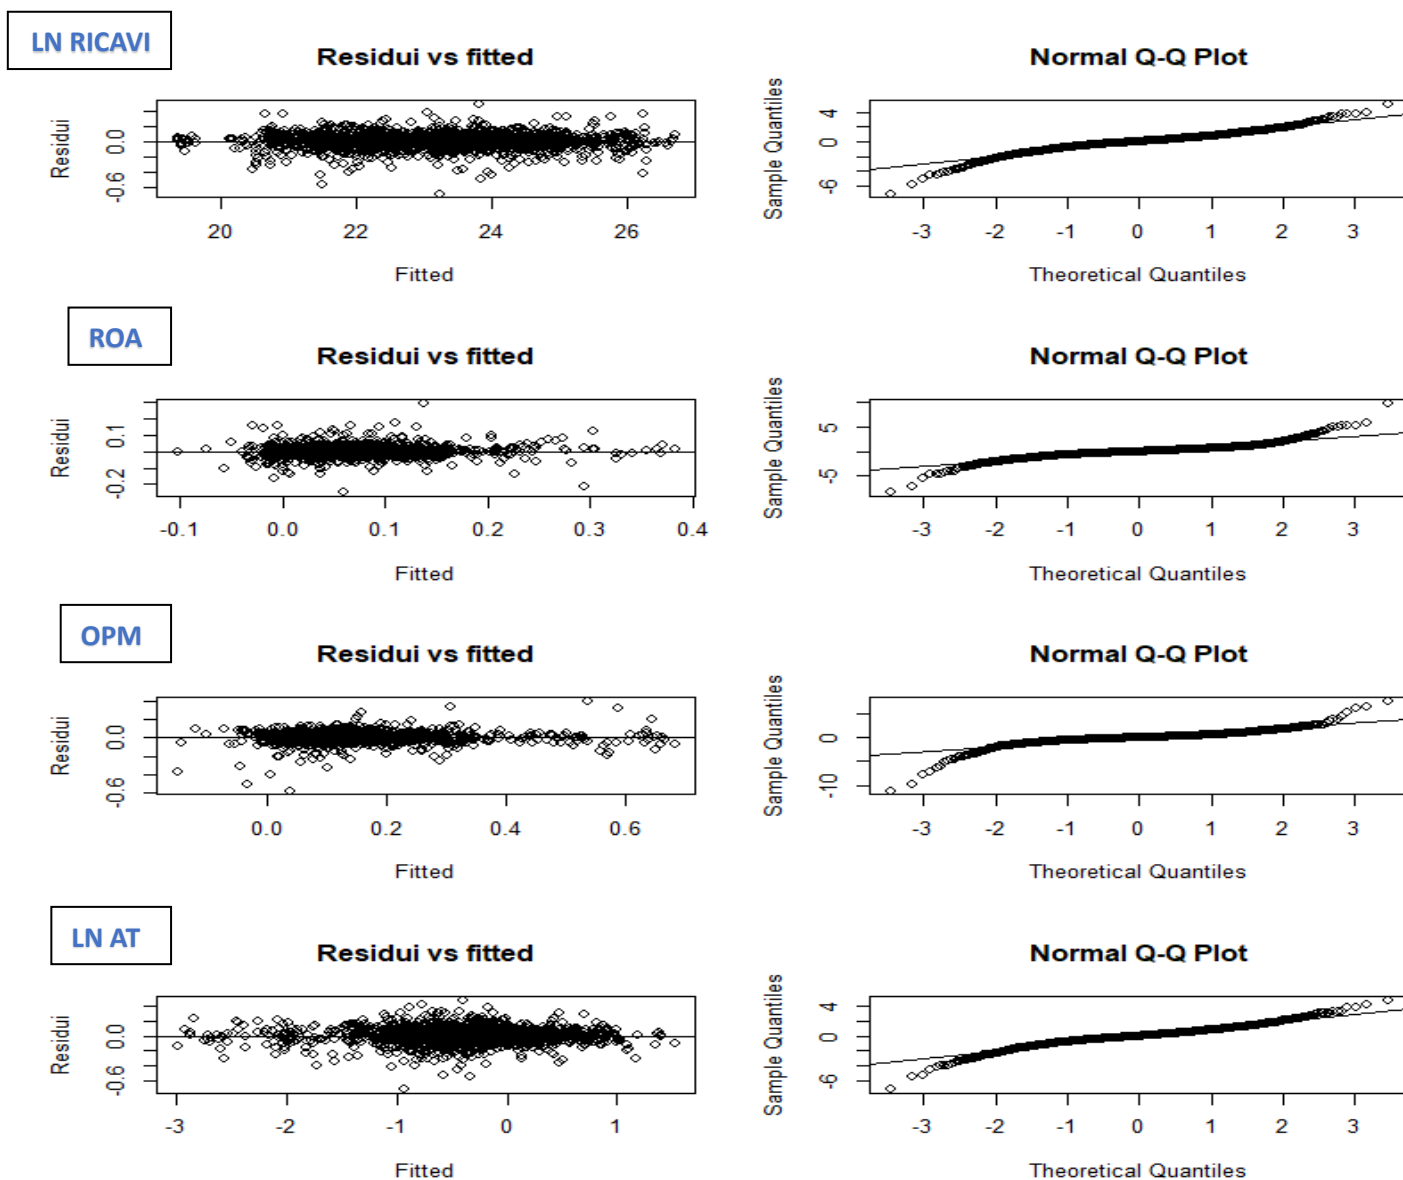 LN RICAVI
Residui vs fitted
Normal Q-Q Plot
Residui
0.0
-0.6
20 22 24 26
Fitted
Sample Quantiles
4
0
-6
-3 -2 -1 0 1 2 3
Theoretical Quantiles
ROA
Residui vs fitted
Normal Q-Q Plot
Residui
0.1
-0.2
-0.1 0.0 0.1 0.2 0.3 0.4
Fitted
Sample Quantiles
5
-5
-3 -2 -1 0 1 2 3
Theoretical Quantiles
OPM
Residui vs fitted
Normal Q-Q Plot
Residui
0.0
-0.6
0.0 0.2 0.4 0.6
Fitted
Sample Quantiles
0
-10
-3 -2 -1 0 1 2 3
Theoretical Quantiles
LN AT
Residui vs fitted
Normal Q-Q Plot
Residui
0.0
-0.6
-3 -2 -1 0 1
Fitted
Sample Quantiles
4
0
-6
-3 -2 -1 0 1 2 3
Theoretical Quantiles